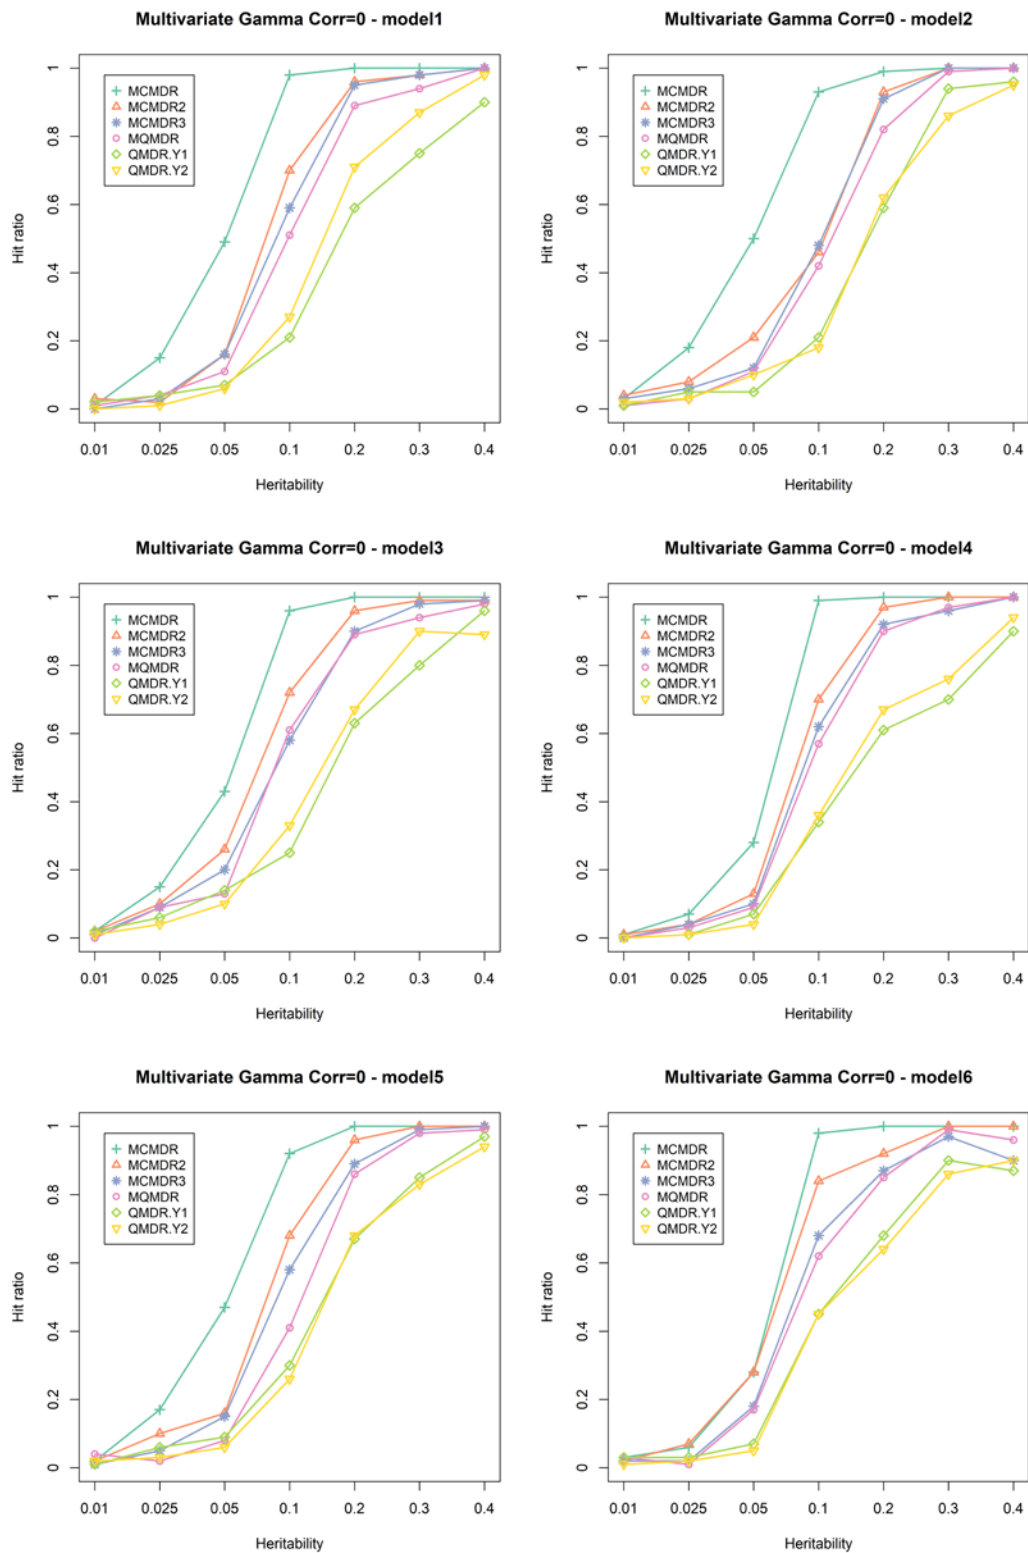 Multivariate Gamma Corr=0 - model1
Hit ratio
1
0.8
0.6
0.4
0.2
0
MCMDR
MCMDR2
MCMDR3
MQMDR
QMDR.Y1
QMDR.Y2
0.01 0.025 0.05 0.1 0.2 0.3 0.4
Heritability
Multivariate Gamma Corr=0 - model2
Hit ratio
1
0.8
0.6
0.4
0.2
0
MCMDR
MCMDR2
MCMDR3
MQMDR
QMDR.Y1
QMDR.Y2
0.01 0.025 0.05 0.1 0.2 0.3 0.4
Heritability
Multivariate Gamma Corr=0 - model3
Hit ratio
1
0.8
0.6
0.4
0.2
0
MCMDR
MCMDR2
MCMDR3
MQMDR
QMDR.Y1
QMDR.Y2
0.01 0.025 0.05 0.1 0.2 0.3 0.4
Heritability
Multivariate Gamma Corr=0 - model4
Hit ratio
1
0.8
0.6
0.4
0.2
0
MCMDR
MCMDR2
MCMDR3
MQMDR
QMDR.Y1
QMDR.Y2
0.01 0.025 0.05 0.1 0.2 0.3 0.4
Heritability
Multivariate Gamma Corr=0 - model5
Hit ratio
1
0.8
0.6
0.4
0.2
0
MCMDR
MCMDR2
MCMDR3
MQMDR
QMDR.Y1
QMDR.Y2
0.01 0.025 0.05 0.1 0.2 0.3 0.4
Heritability
Multivariate Gamma Corr=0 - model6
Hit ratio
1
0.8
0.6
0.4
0.2
0
MCMDR
MCMDR2
MCMDR3
MQMDR
QMDR.Y1
QMDR.Y2
0.01 0.025 0.05 0.1 0.2 0.3 0.4
Heritability